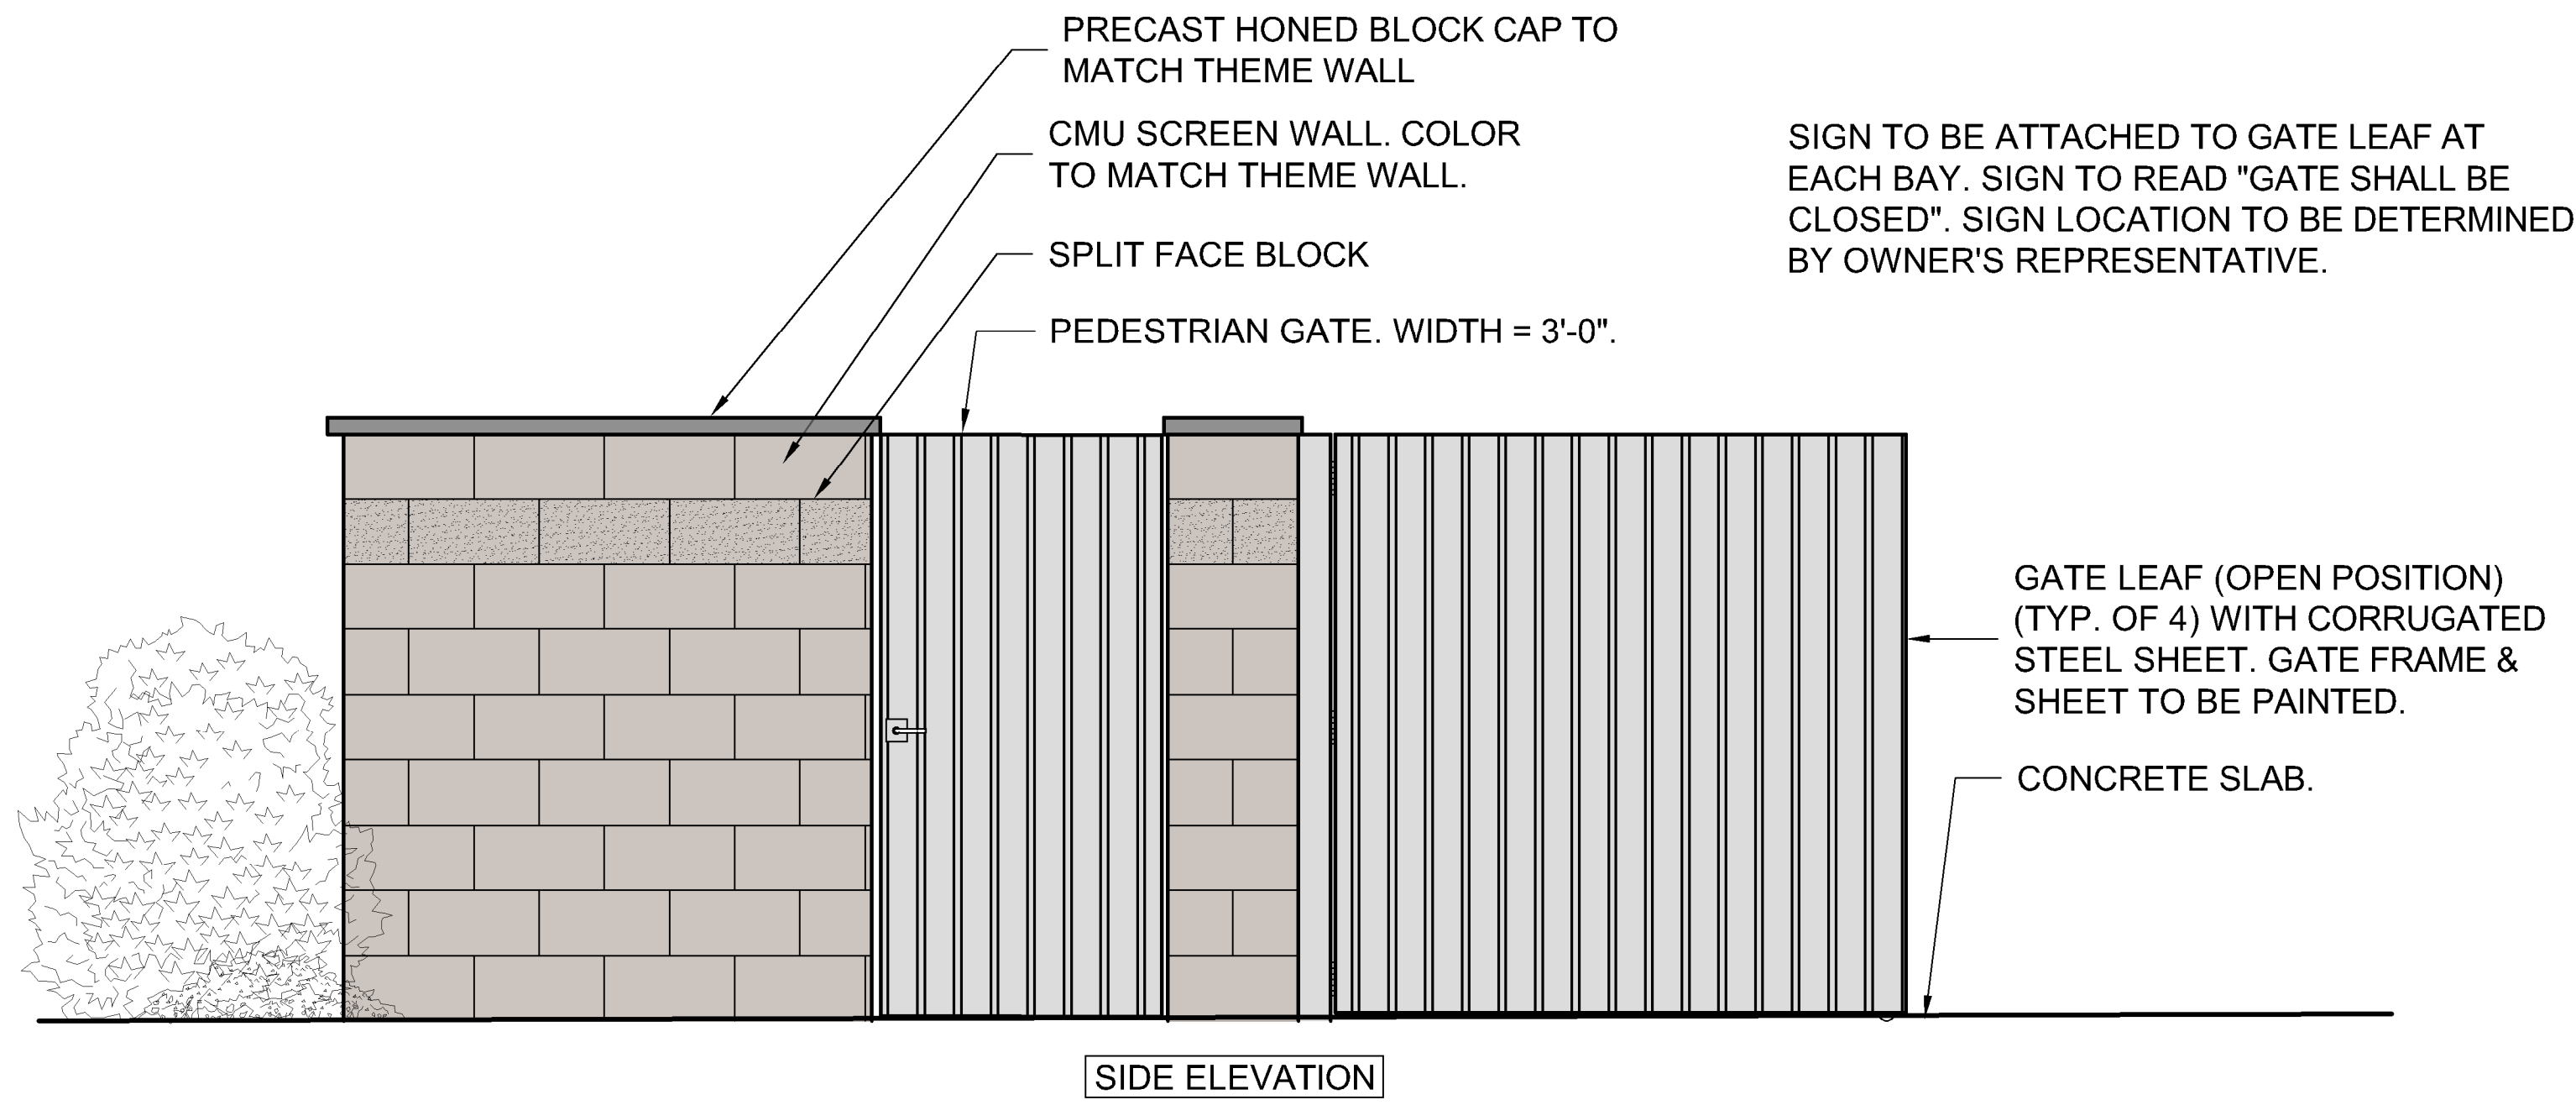 PRECAST HONED BLOCK CAP TO
MATCH THEME WALL
CMU SCREEN WALL. COLOR
TO MATCH THEME WALL.
SPLIT FACE BLOCK
PEDESTRIAN GATE. WIDTH = 3'-0".
SIGN TO BE ATTACHED TO GATE LEAF AT
EACH BAY. SIGN TO READ "GATE SHALL BE
CLOSED". SIGN LOCATION TO BE DETERMINED
BY OWNER'S REPRESENTATIVE.
GATE LEAF (OPEN POSITION)
(TYP. OF 4) WITH CORRUGATED
STEEL SHEET. GATE FRAME &
SHEET TO BE PAINTED.
CONCRETE SLAB.
SIDE ELEVATION